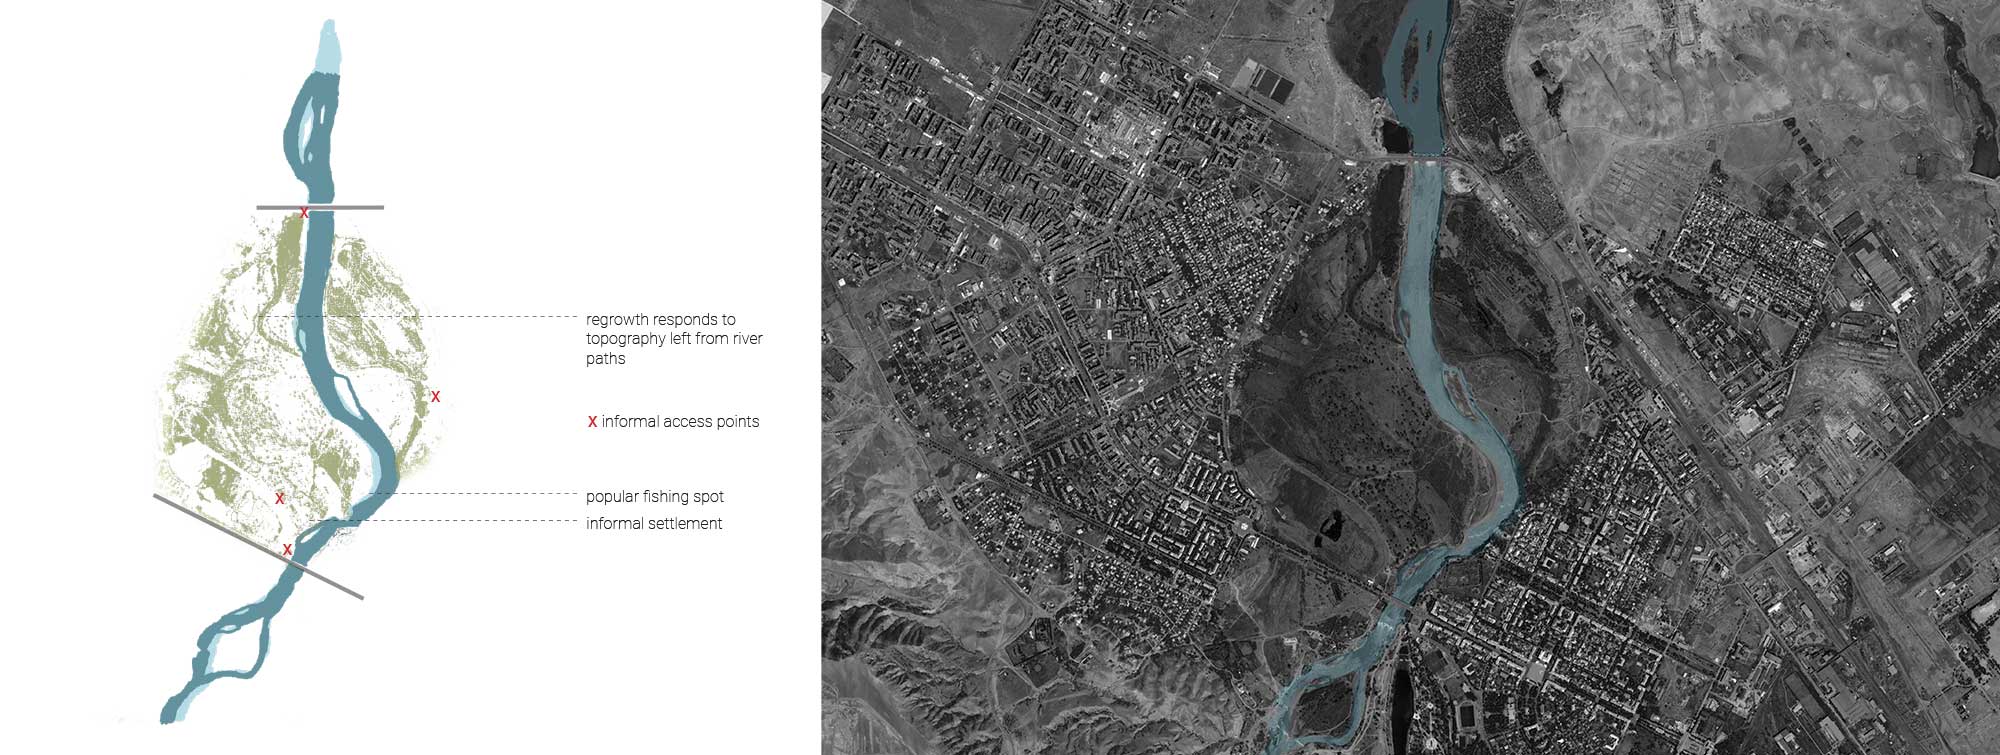 X
regrowth responds to
topography left from river
paths
X
X informal access points
X
popular fishing spot
informal settlement
X